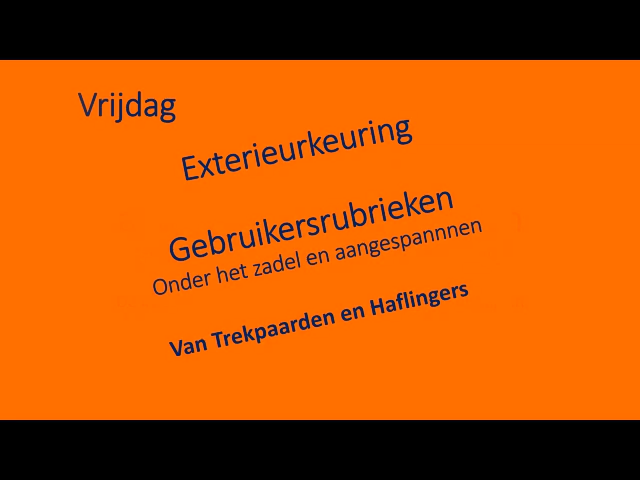 Vrijdag
Exterieurkeuring
Gebruikersrubrieken
Onder het zadel en aangespannnen
Van Trekpaarden en Haflingers